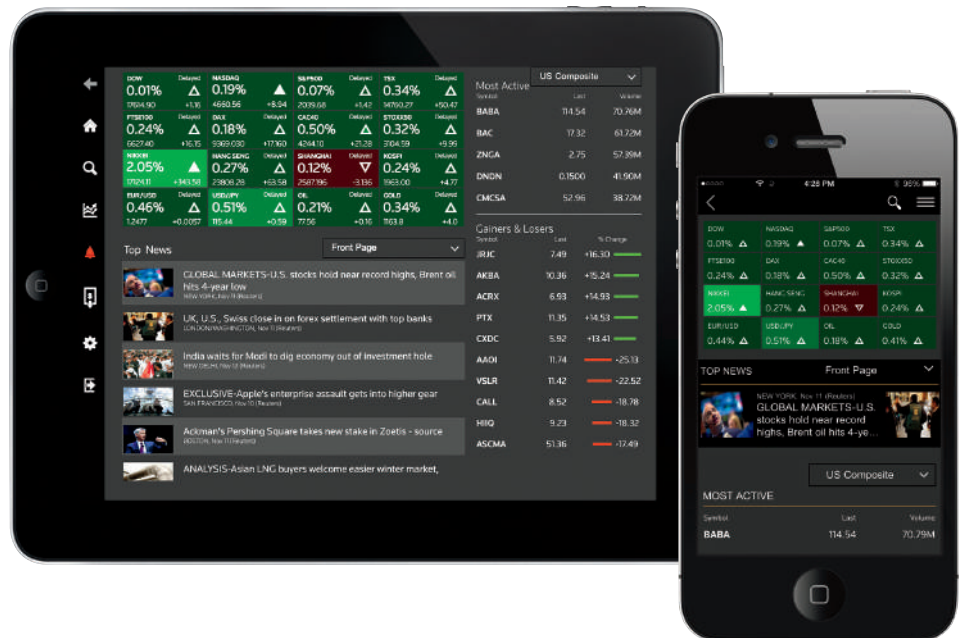 DOW Delayed NASDAQ Delayed S&P500 Delayed TSX Delayed
0.01% 0.19% 0.07% 0.34%
17614.90 +1.16 4660.56 +8.94 2039.68 +1.42 14760.27 +50.47
FTSE100 Delayed DAX Delayed CAC40 Delayed STOXX50 Delayed
0.24% 0.18% 0.50% 0.32%
6627.40 +16.15 9369.030 +17.160 4244.10 +21.28 3104.59 +9.99
NIKKEI Delayed HANG SENG Delayed SHANGHAI Delayed KOSPI Delayed
2.05% 0.27% 0.12% 0.24%
17124.11 +343.58 23808.28 +63.58 2587.196 -3.136 1963.00 +4.77
EUR/USD Delayed USD/JPY Delayed OIL Delayed GOLD Delayed
0.46% 0.51% 0.21% 0.34%
1.2477 +0.0057 115.44 +0.59 77.56 +0.16 1163.8 +4.0
Top News Front Page
GLOBAL MARKETS-U.S. stocks hold near record highs, Brent oil
hits 4-year low
NEW YORK, Nov 11 (Reuters)
UK, U.S., Swiss close in on forex settlement with top banks
LONDON/WASHINGTON, Nov 11 (Reuters)
India waits for Modi to dig economy out of investment hole
NEW DELHI, Nov 12 (Reuters)
EXCLUSIVE-Apple's enterprise assault gets into higher gear
SAN FRANCISCO, Nov 10 (Reuters)
Ackman's Pershing Square takes new stake in Zoetis - source
BOSTON, Nov 11 (Reuters)
ANALYSIS-Asian LNG buyers welcome easier winter market,
Most Active US Composite
Symbol Last Volume
BABA 114.54 70.76M
BAC 17.32 61.72M
ZNGA 2.75 57.39M
DNDN 0.1500 41.90M
CMCSA 52.96 38.72M
Gainers & Losers
Symbol Last % Change
JRJC 7.49 +16.30
AKBA 10.36 +15.24
ACRX 6.93 +14.93
PTX 11.35 +14.53
CXDC 5.92 +13.41
AAOI 11.74 -25.13
VSLR 11.42 -22.52
CALL 8.52 -18.78
HIIQ 9.23 -18.32
ASCMA 51.36 -17.49
4:28 PM 98%
DOW NASDAQ S&P500 TSX
0.01% 0.19% 0.07% 0.34%
FTSE100 DAX CAC40 STOXX50
0.24% 0.18% 0.50% 0.32%
NIKKEI HANG SENG SHANGHAI KOSPI
2.05% 0.27% 0.12% 0.24%
EUR/USD USD/JPY OIL GOLD
0.44% 0.51% 0.18% 0.41%
TOP NEWS Front Page
NEW YORK, Nov 11 (Reuters)
GLOBAL MARKETS-U.S.
stocks hold near record
highs, Brent oil hits 4-ye...
US Composite
MOST ACTIVE
Symbol Last Volume
BABA 114.54 70.79M